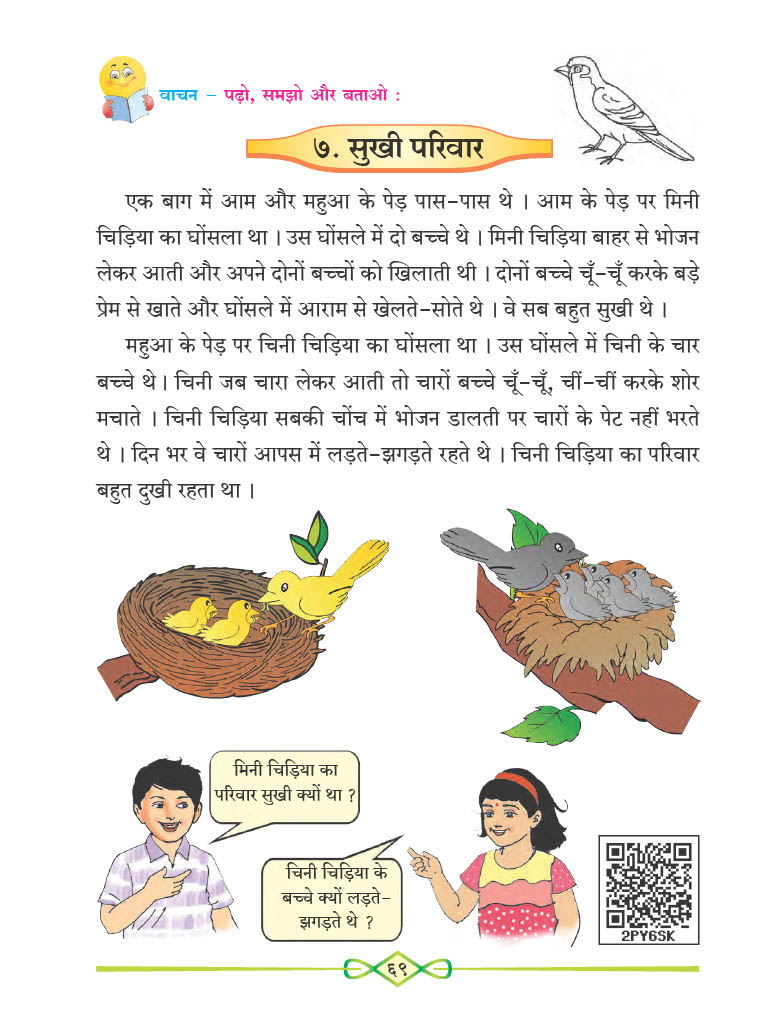 वाचन – पढ़ो, समझो और बताओ :
७. सुखी परिवार
एक बाग में आम और महुआ के पेड़ पास-पास थे । आम के पेड़ पर मिनी
चिड़िया का घोंसला था । उस घोंसले में दो बच्चे थे । मिनी चिड़िया बाहर से भोजन
लेकर आती और अपने दोनों बच्चों को खिलाती थी । दोनों बच्चे चूँ-चूँ करके बड़े
प्रेम से खाते और घोंसले में आराम से खेलते-सोते थे । वे सब बहुत सुखी थे ।
महुआ के पेड़ पर चिनी चिड़िया का घोंसला था । उस घोंसले में चिनी के चार
बच्चे थे । चिनी जब चारा लेकर आती तो चारों बच्चे चूँ-चूँ, चीं-चीं करके शोर
मचाते । चिनी चिड़िया सबकी चोंच में भोजन डालती पर चारों के पेट नहीं भरते
थे । दिन भर वे चारों आपस में लड़ते-झगड़ते रहते थे । चिनी चिड़िया का परिवार
बहुत दुखी रहता था ।
मिनी चिड़िया का
परिवार सुखी क्यों था ?
चिनी चिड़िया के
बच्चे क्यों लड़ते-
झगड़ते थे ?
2PY6SK
६९